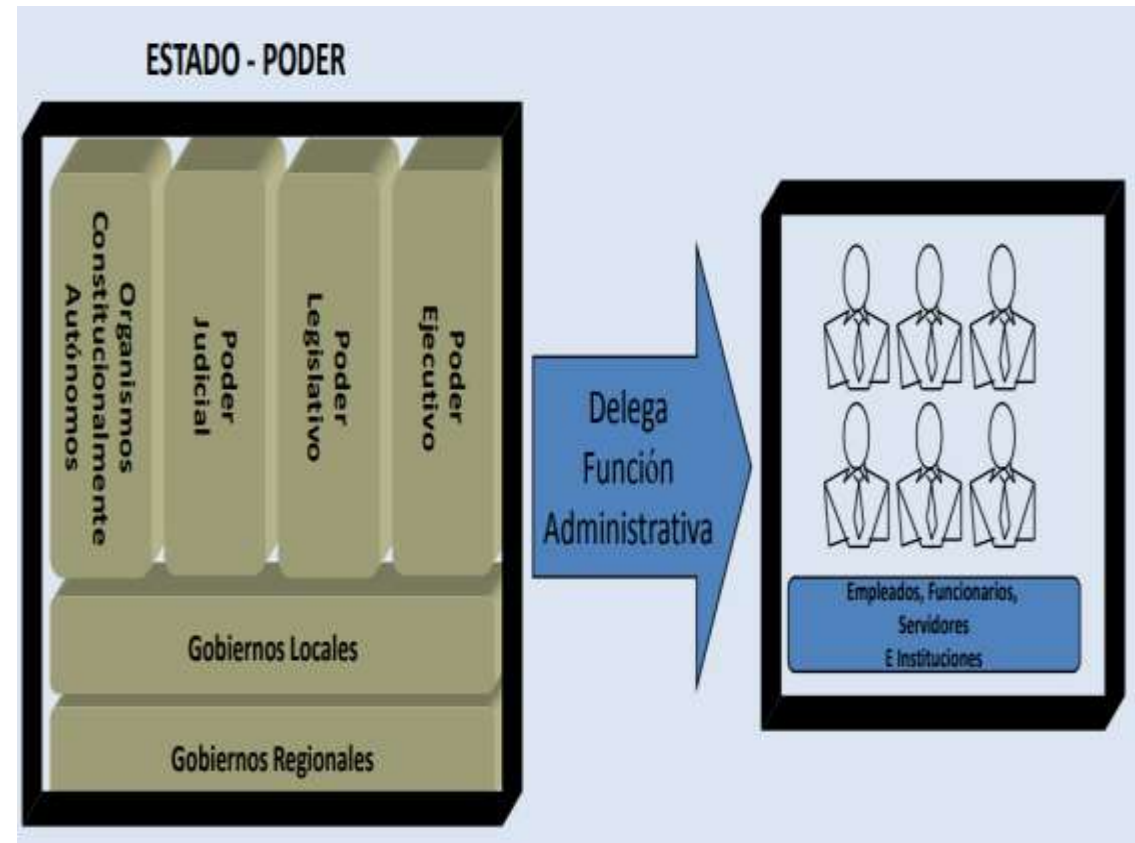 ESTADO - PODER
Organismos
Constitucionalmente
Autónomos
Poder
Judicial
Poder
Legislativo
Poder
Ejecutivo
Gobiernos Locales
Gobiernos Regionales
Delega
Función
Administrativa
Empleados, Funcionarios,
Servidores
E Instituciones